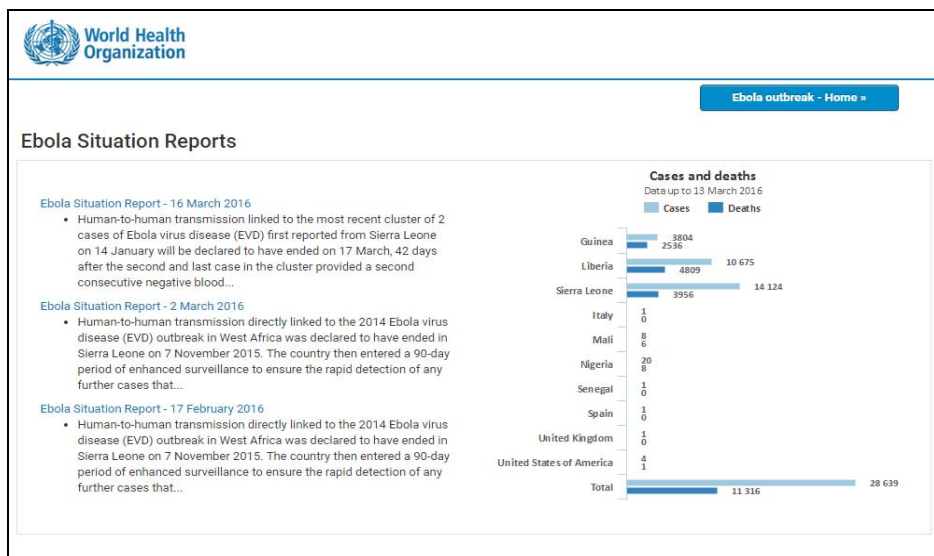 World Health
Organization
Ebola outbreak - Home »
Ebola Situation Reports
Ebola Situation Report - 16 March 2016
• Human-to-human transmission linked to the most recent cluster of 2
cases of Ebola virus disease (EVD) first reported from Sierra Leone
on 14 January will be declared to have ended on 17 March, 42 days
after the second and last case in the cluster provided a second
consecutive negative blood...
Ebola Situation Report - 2 March 2016
• Human-to-human transmission directly linked to the 2014 Ebola virus
disease (EVD) outbreak in West Africa was declared to have ended in
Sierra Leone on 7 November 2015. The country then entered a 90-day
period of enhanced surveillance to ensure the rapid detection of any
further cases that...
Ebola Situation Report - 17 February 2016
• Human-to-human transmission directly linked to the 2014 Ebola virus
disease (EVD) outbreak in West Africa was declared to have ended in
Sierra Leone on 7 November 2015. The country then entered a 90-day
period of enhanced surveillance to ensure the rapid detection of any
further cases that...
Cases and deaths
Data up to 13 March 2016
Cases Deaths
Guinea 3804
2536
Liberia 10 675
4809
Sierra Leone 14 124
3956
Italy 1
0
Mali 8
6
Nigeria 20
8
Senegal 1
0
Spain 1
0
United Kingdom 1
0
United States of America 4
1
Total 28 639
11 316